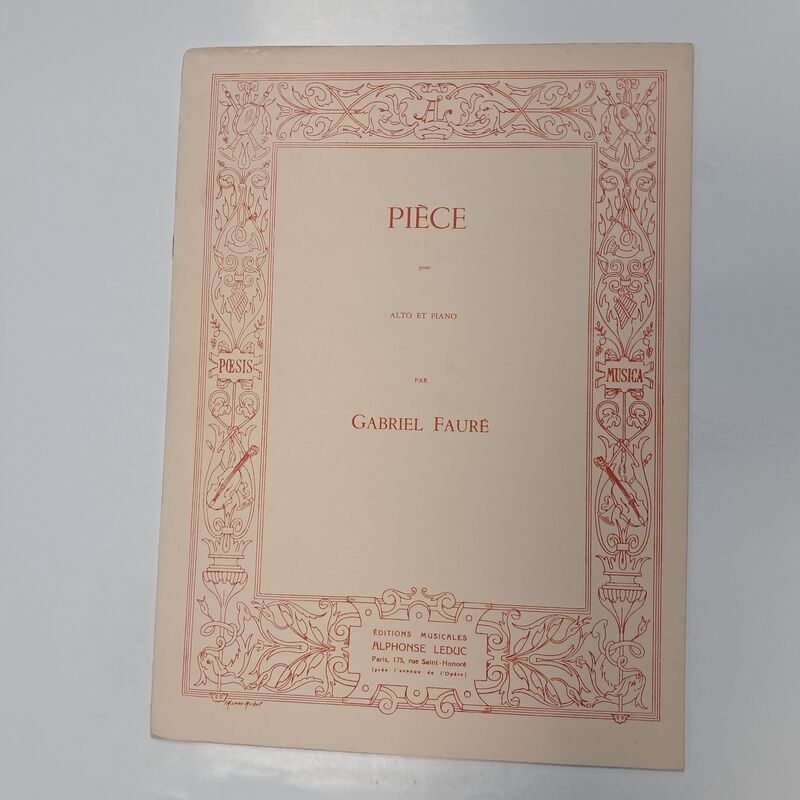 AL
PIÈCE
pour
ALTO ET PIANO
PAR
GABRIEL FAURÉ
PŒSIS
MUSICA
ÉDITIONS MUSICALES
ALPHONSE LEDUC
Paris, 175, rue Saint-Honoré
(près l'avenue de l'Opéra)